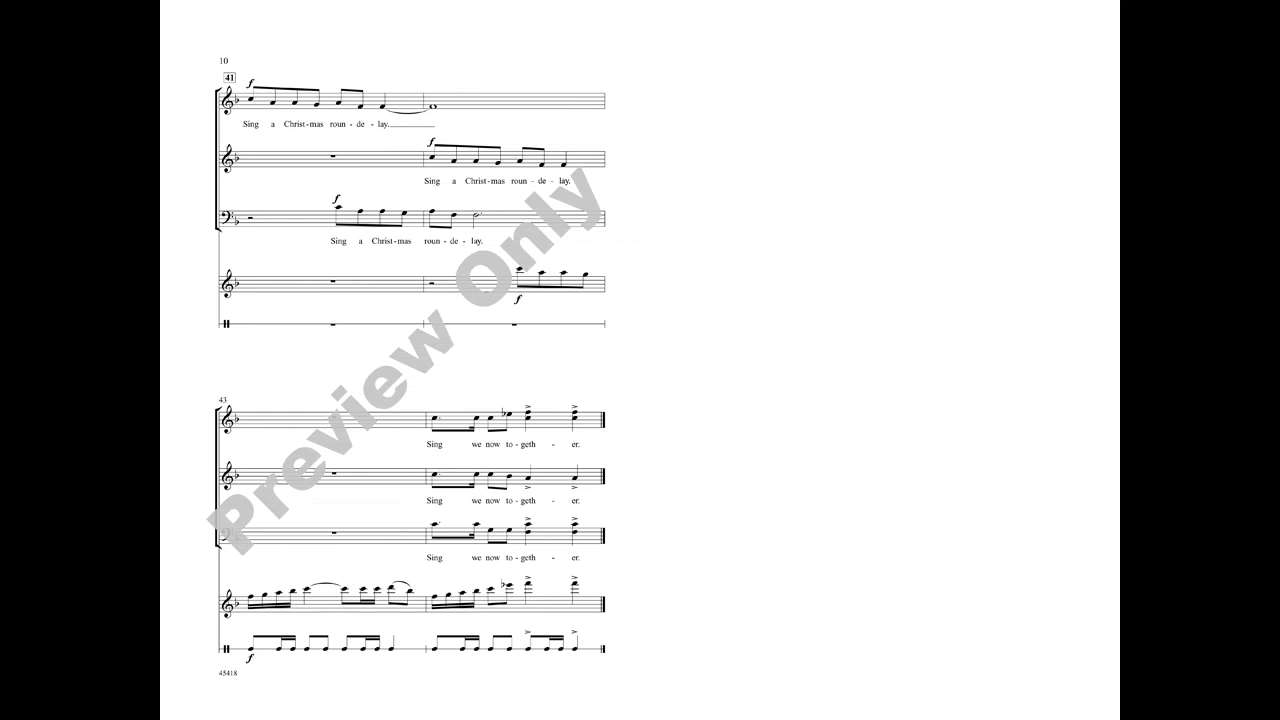 10
41
f
Sing a Christ-mas roun - de - lay.
f
Sing a Christ-mas roun - de - lay.
f
Sing a Christ-mas roun - de - lay.
f
Preview Only
43
Sing we now to - geth - er.
Sing we now to - geth - er.
Sing we now to - geth - er.
f
45418